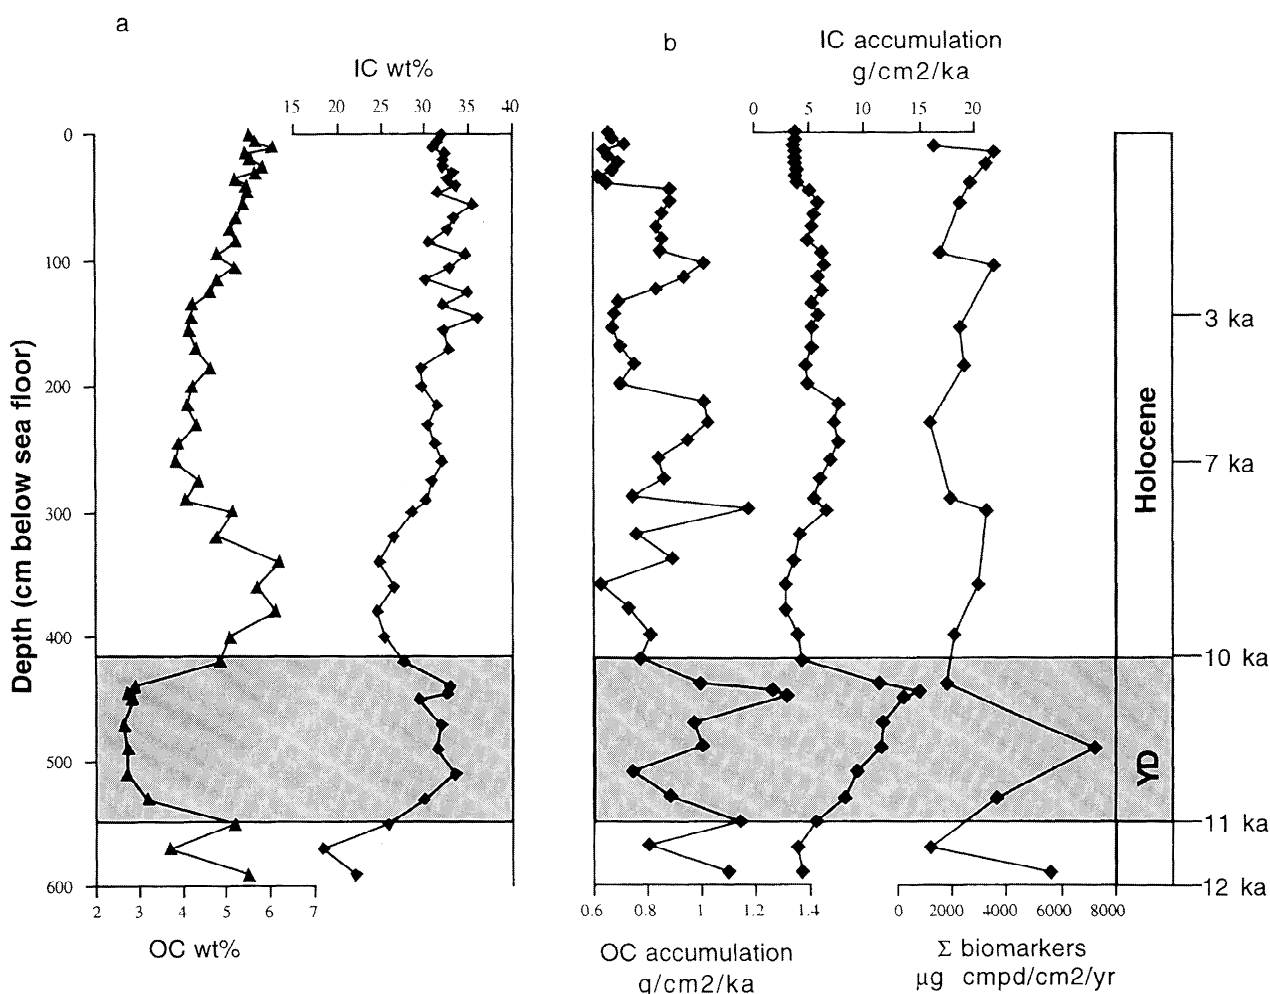 a
b
IC wt%
15 20 25 30 35 40
IC accumulation
g/cm2/ka
0 5 10 15 20
Depth (cm below sea floor)
0
100
200
300
400
500
600
2 3 4 5 6 7
OC wt%
0.6 0.8 1 1.2 1.4
OC accumulation
g/cm2/ka
0 2000 4000 6000 8000
Σ biomarkers
μg cmpd/cm2/yr
Holocene
YD
3 ka
7 ka
10 ka
11 ka
12 ka